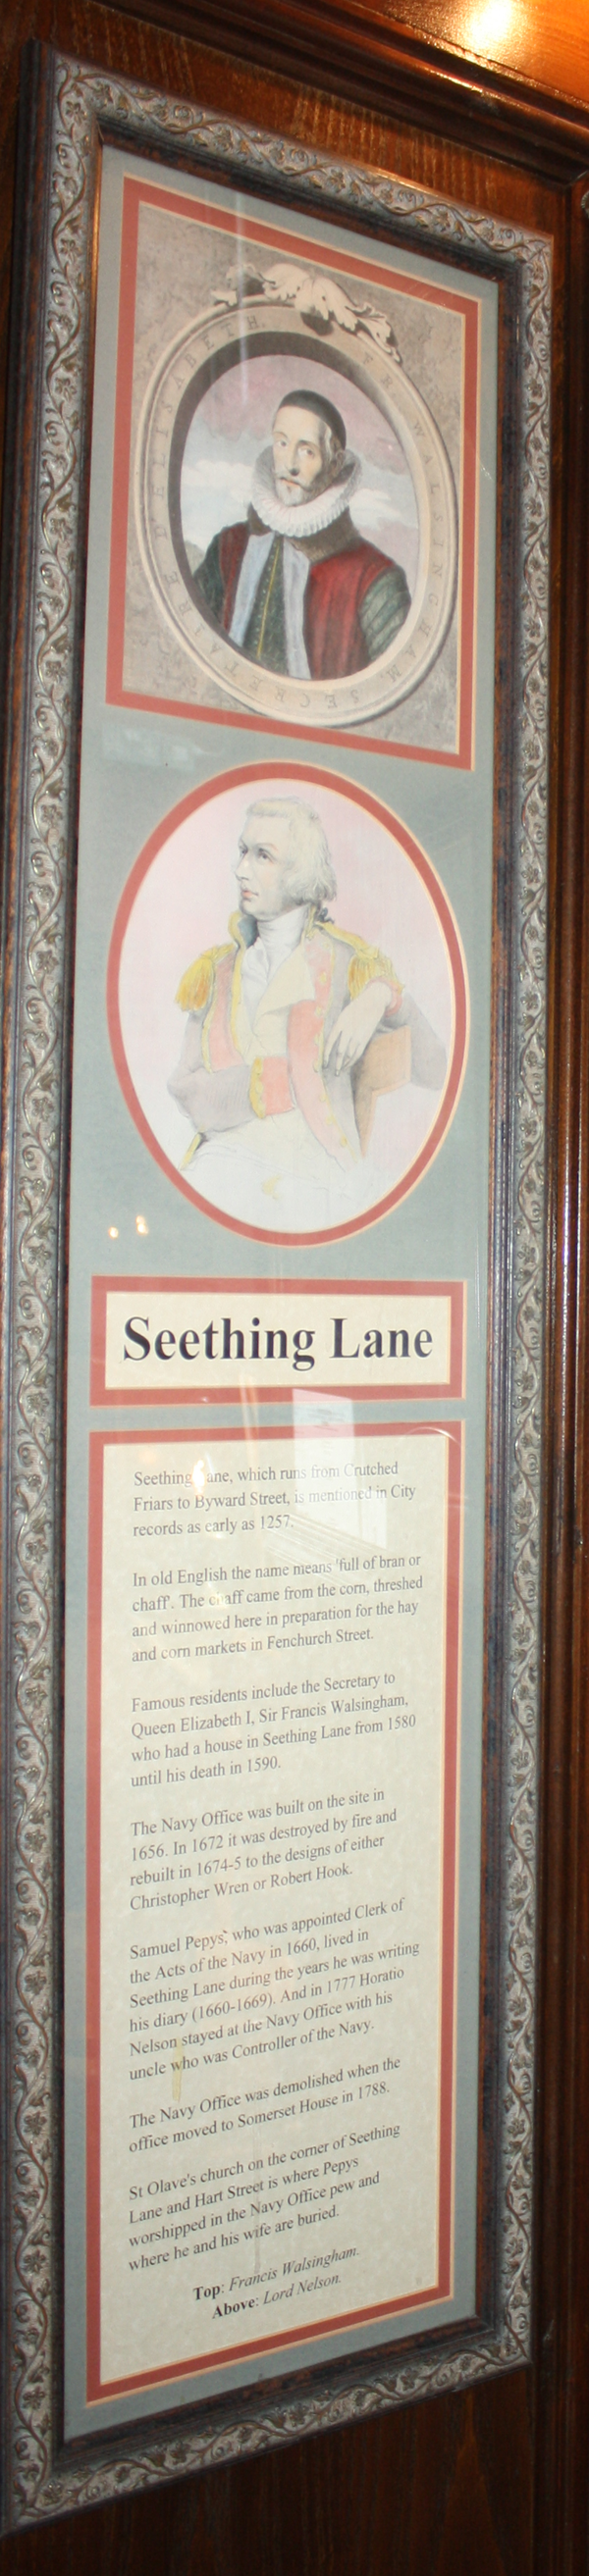 D'ELISABETH. FR. WALSINGHAM. SECRETAIRE
Seething Lane
Seething Lane, which runs from Crutched
Friars to Byward Street, is mentioned in City
records as early as 1257.
In old English the name means 'full of bran or
chaff'. The chaff came from the corn, threshed
and winnowed here in preparation for the hay
and corn markets in Fenchurch Street.
Famous residents include the Secretary to
Queen Elizabeth I, Sir Francis Walsingham,
who had a house in Seething Lane from 1580
until his death in 1590.
The Navy Office was built on the site in
1656. In 1672 it was destroyed by fire and
rebuilt in 1674-5 to the designs of either
Christopher Wren or Robert Hook.
Samuel Pepys, who was appointed Clerk of
the Acts of the Navy in 1660, lived in
Seething Lane during the years he was writing
his diary (1660-1669). And in 1777 Horatio
Nelson stayed at the Navy Office with his
uncle who was Controller of the Navy.
The Navy Office was demolished when the
office moved to Somerset House in 1788.
St Olave's church on the corner of Seething
Lane and Hart Street is where Pepys
worshipped in the Navy Office pew and
where he and his wife are buried.
Top: Francis Walsingham.
Above: Lord Nelson.